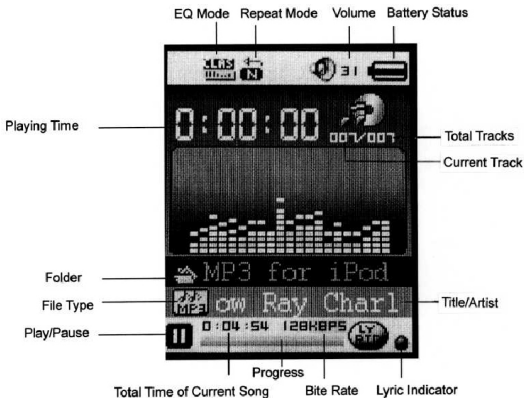 EQ Mode Repeat Mode Volume Battery Status
CLAS
N
31
Playing Time
0:00:00
007/007
Total Tracks
Current Track
Folder
MP3 for iPod
File Type
MP3
ow Ray Charl
Title/Artist
Play/Pause
0:04:54 128KBPS
LY
Progress
Total Time of Current Song Bite Rate Lyric Indicator